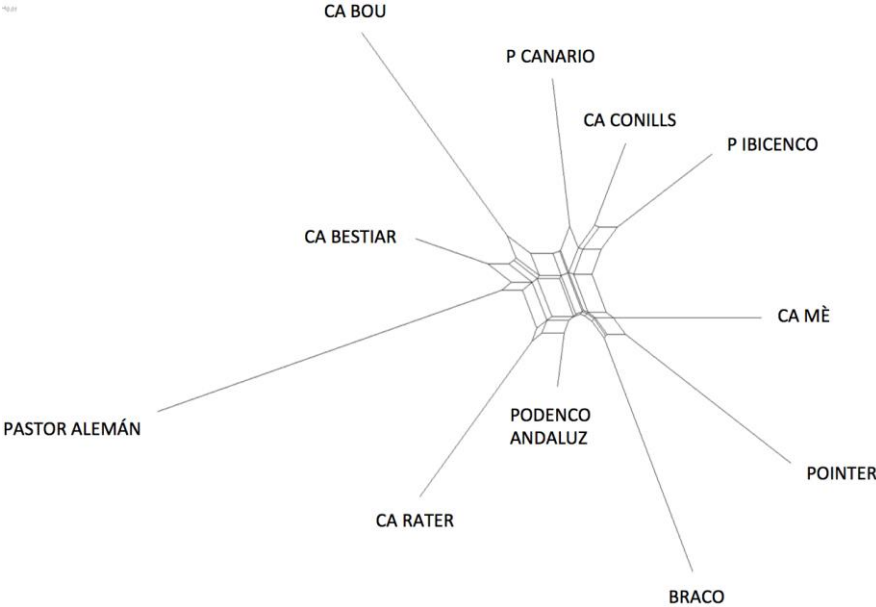 CA BOU
P CANARIO
CA CONILLS
P IBICENCO
CA BESTIAR
CA MÈ
PODENCO
ANDALUZ
PASTOR ALEMÁN
POINTER
CA RATER
BRACO